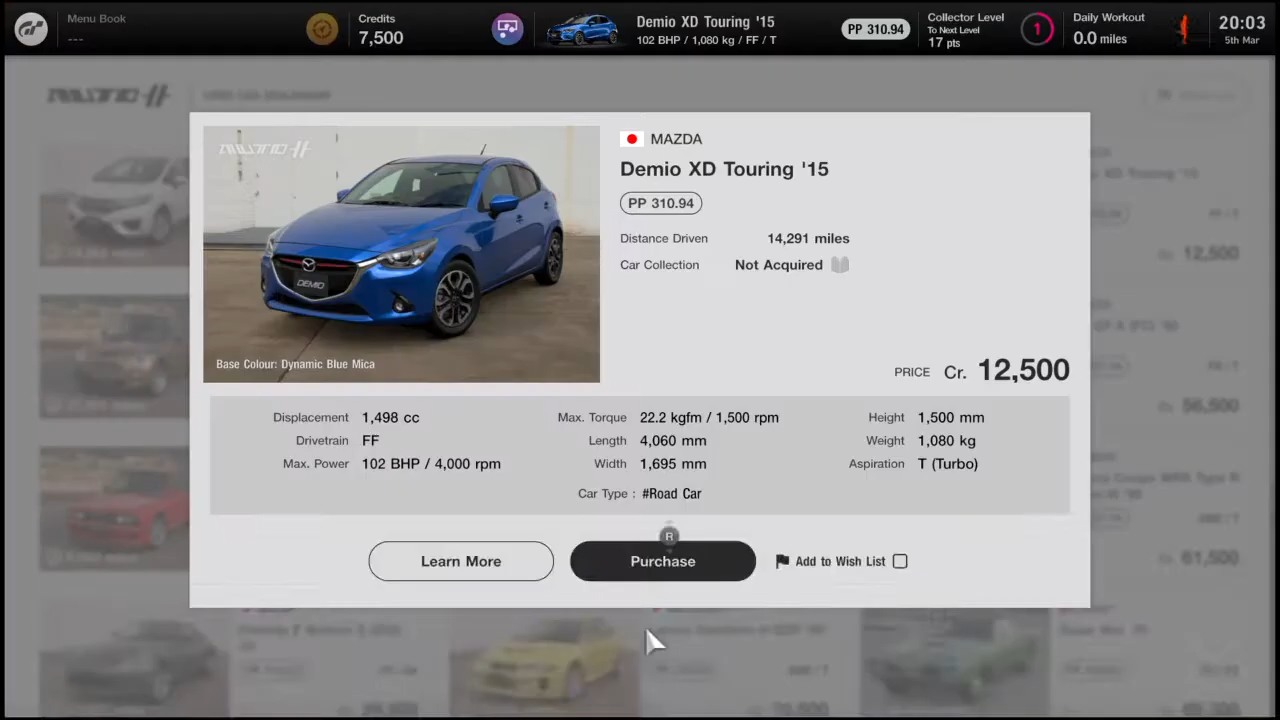 Menu Book
---
Credits
7,500
Demio XD Touring '15
102 BHP / 1,080 kg / FF / T
PP 310.94
Collector Level
To Next Level
17 pts
1
Daily Workout
0.0 miles
20:03
5th Mar
MAZDA
Demio XD Touring '15
PP 310.94
Distance Driven 14,291 miles
Car Collection Not Acquired
DEMIO
Base Colour: Dynamic Blue Mica
PRICE Cr. 12,500
Displacement 1,498 cc
Drivetrain FF
Max. Power 102 BHP / 4,000 rpm
Max. Torque 22.2 kgfm / 1,500 rpm
Length 4,060 mm
Width 1,695 mm
Height 1,500 mm
Weight 1,080 kg
Aspiration T (Turbo)
Car Type : #Road Car
R
Learn More
Purchase
Add to Wish List
12,500
56,500
61,500